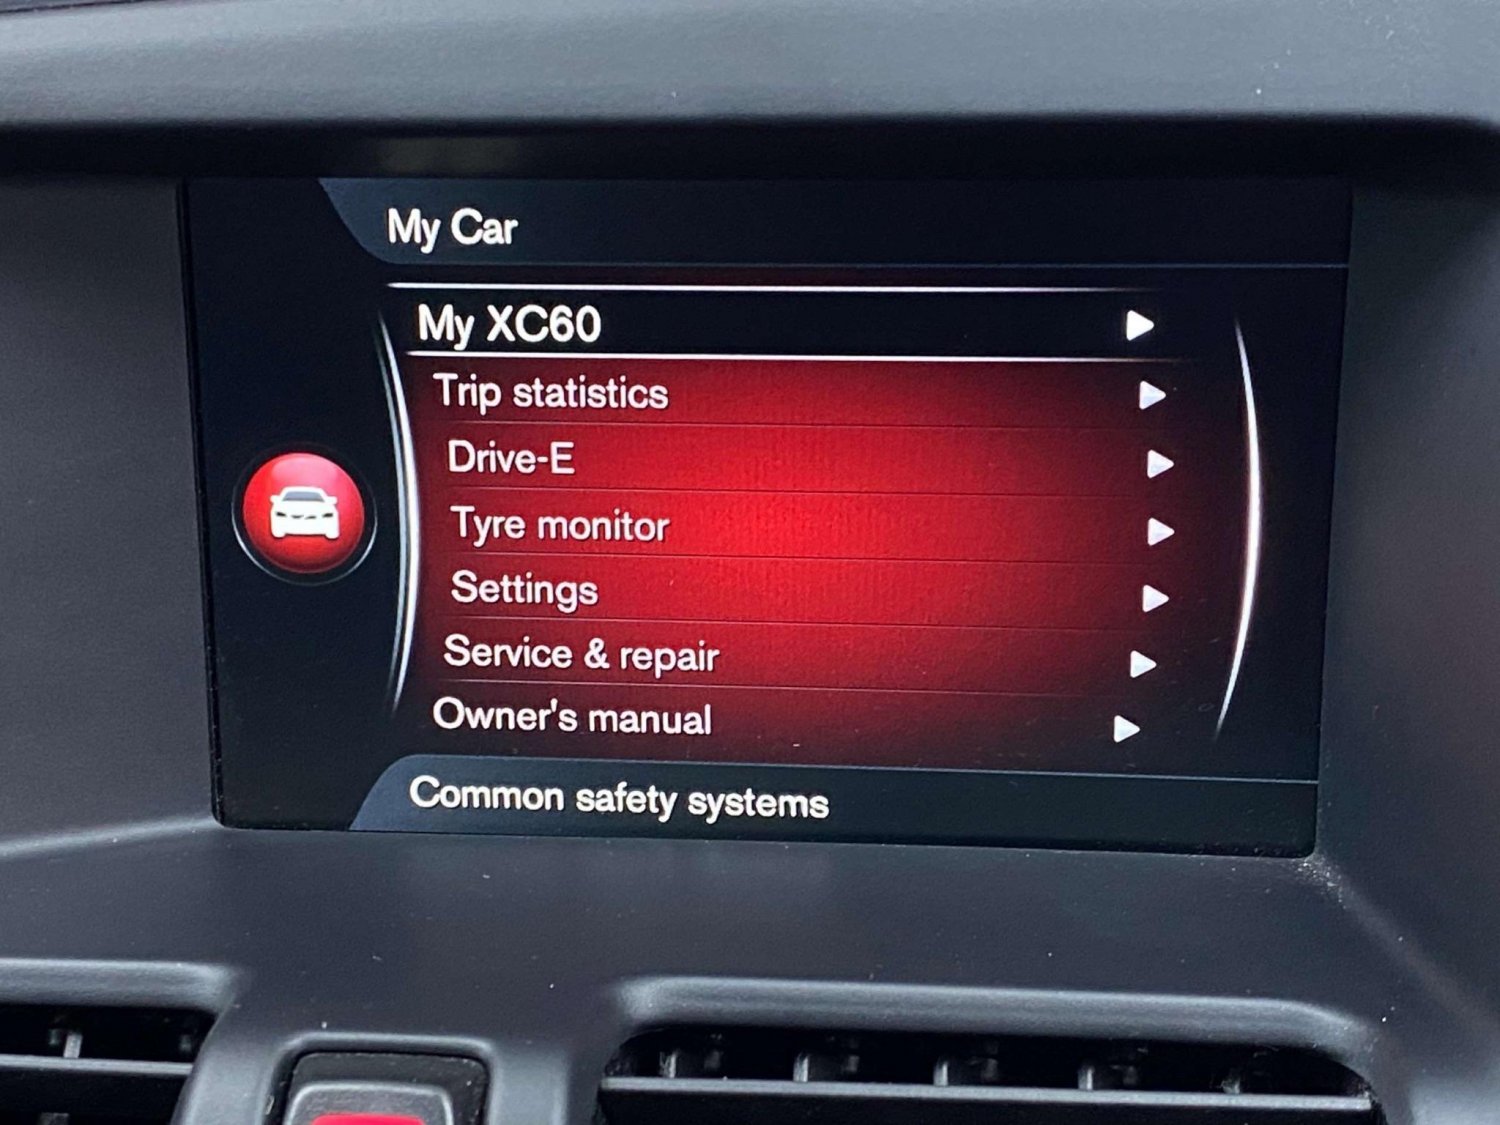 My Car
My XC60
Trip statistics
Drive-E
Tyre monitor
Settings
Service & repair
Owner's manual
Common safety systems